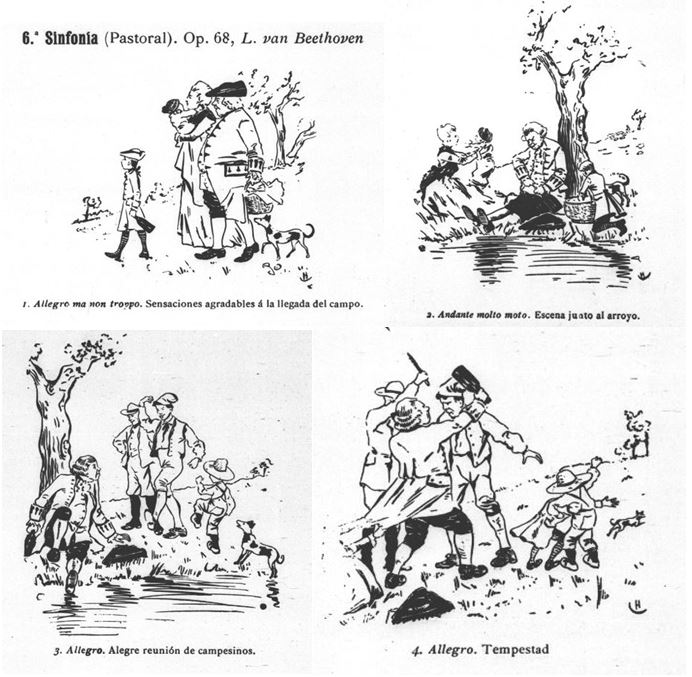 6.ª Sinfonía (Pastoral). Op. 68, L. van Beethoven
1. Allegro ma non troppo. Sensaciones agradables á la llegada del campo.
2. Andante molto moto. Escena junto al arroyo.
3. Allegro. Alegre reunión de campesinos.
4. Allegro. Tempestad